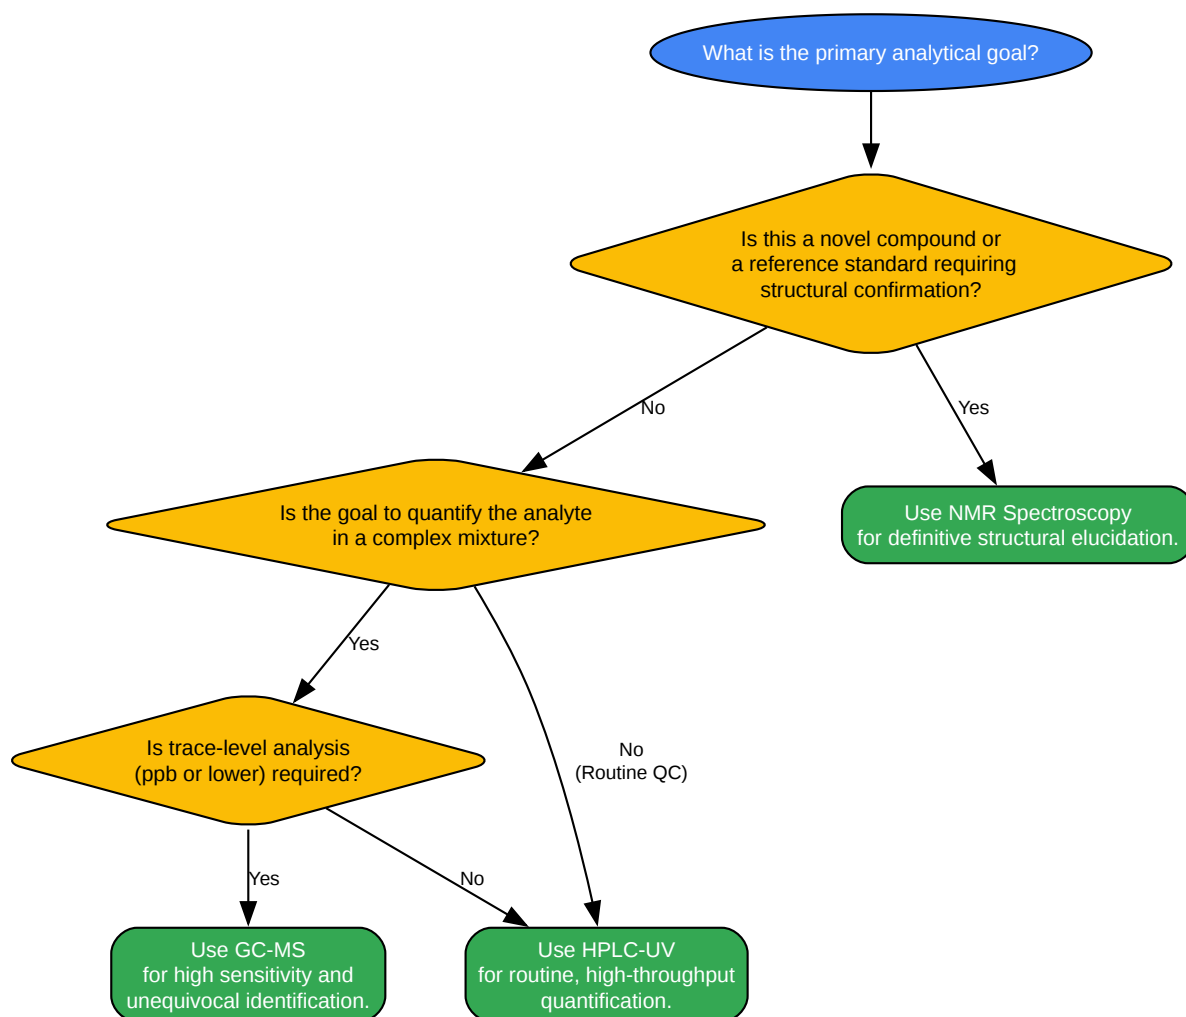 What is the primary analytical goal?
Is this a novel compound or
a reference standard requiring
structural confirmation?
No
Yes
Is the goal to quantify the analyte
in a complex mixture?
Use NMR Spectroscopy
for definitive structural elucidation.
Yes
No
(Routine QC)
Is trace-level analysis
(ppb or lower) required?
Yes
No
Use GC-MS
for high sensitivity and
unequivocal identification.
Use HPLC-UV
for routine, high-throughput
quantification.